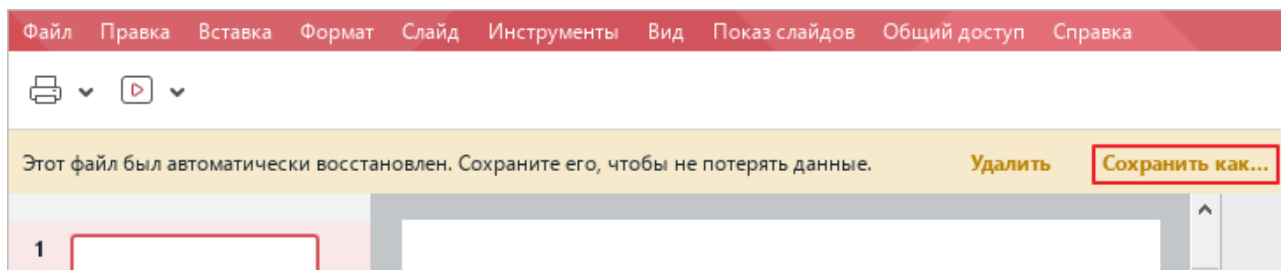 Файл Правка Вставка Формат Слайд Инструменты Вид Показ слайдов Общий доступ Справка
Этот файл был автоматически восстановлен. Сохраните его, чтобы не потерять данные. Удалить Сохранить как...
1